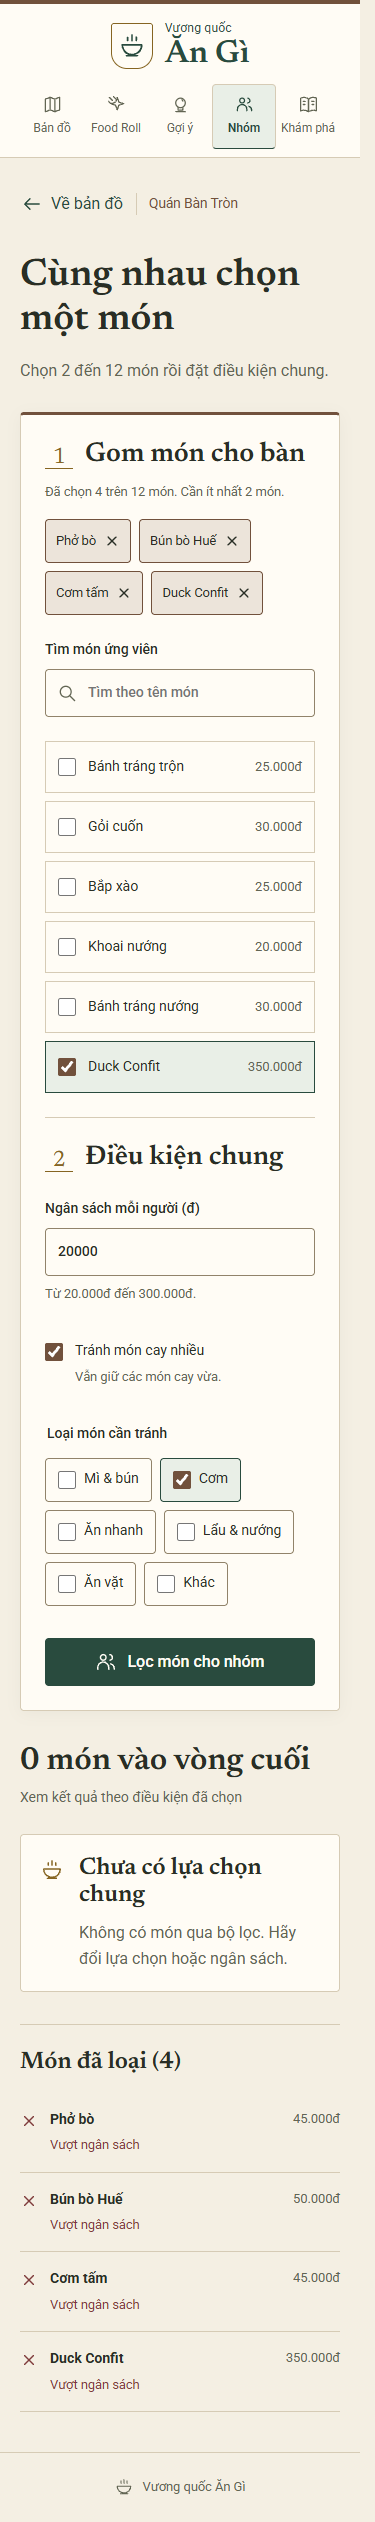 Vương quốc
Ăn Gì
Bản đồ
Food Roll
Gợi ý
Nhóm
Khám phá
Về bản đồ
Quán Bàn Tròn
Cùng nhau chọn
một món
Chọn 2 đến 12 món rồi đặt điều kiện chung.
1 Gom món cho bàn
Đã chọn 4 trên 12 món. Cần ít nhất 2 món.
Phở bò
Bún bò Huế
Cơm tấm
Duck Confit
Tìm món ứng viên
Tìm theo tên món
Bánh tráng trộn 25.000đ
Gỏi cuốn 30.000đ
Bắp xào 25.000đ
Khoai nướng 20.000đ
Bánh tráng nướng 30.000đ
Duck Confit 350.000đ
2 Điều kiện chung
Ngân sách mỗi người (đ)
20000
Từ 20.000đ đến 300.000đ.
Tránh món cay nhiều
Vẫn giữ các món cay vừa.
Loại món cần tránh
Mì & bún
Cơm
Ăn nhanh
Lẩu & nướng
Ăn vặt
Khác
Lọc món cho nhóm
0 món vào vòng cuối
Xem kết quả theo điều kiện đã chọn
Chưa có lựa chọn
chung
Không có món qua bộ lọc. Hãy
đổi lựa chọn hoặc ngân sách.
Món đã loại (4)
Phở bò 45.000đ
Vượt ngân sách
Bún bò Huế 50.000đ
Vượt ngân sách
Cơm tấm 45.000đ
Vượt ngân sách
Duck Confit 350.000đ
Vượt ngân sách
Vương quốc Ăn Gì